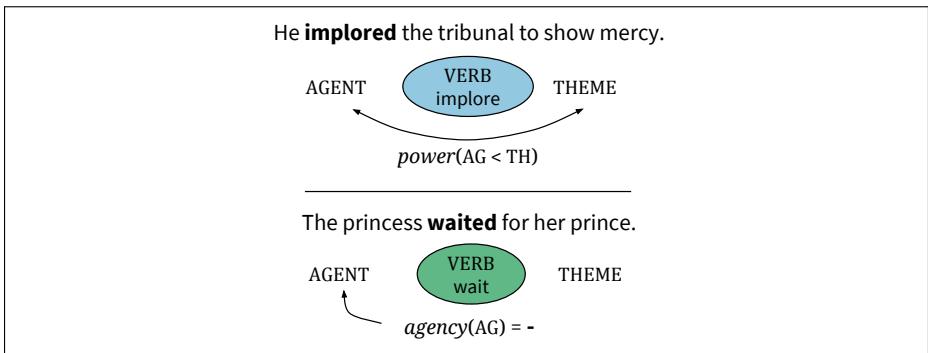 He implored the tribunal to show mercy.
AGENT VERB THEME
implore
power(AG < TH)
The princess waited for her prince.
AGENT VERB THEME
wait
agency(AG) = -